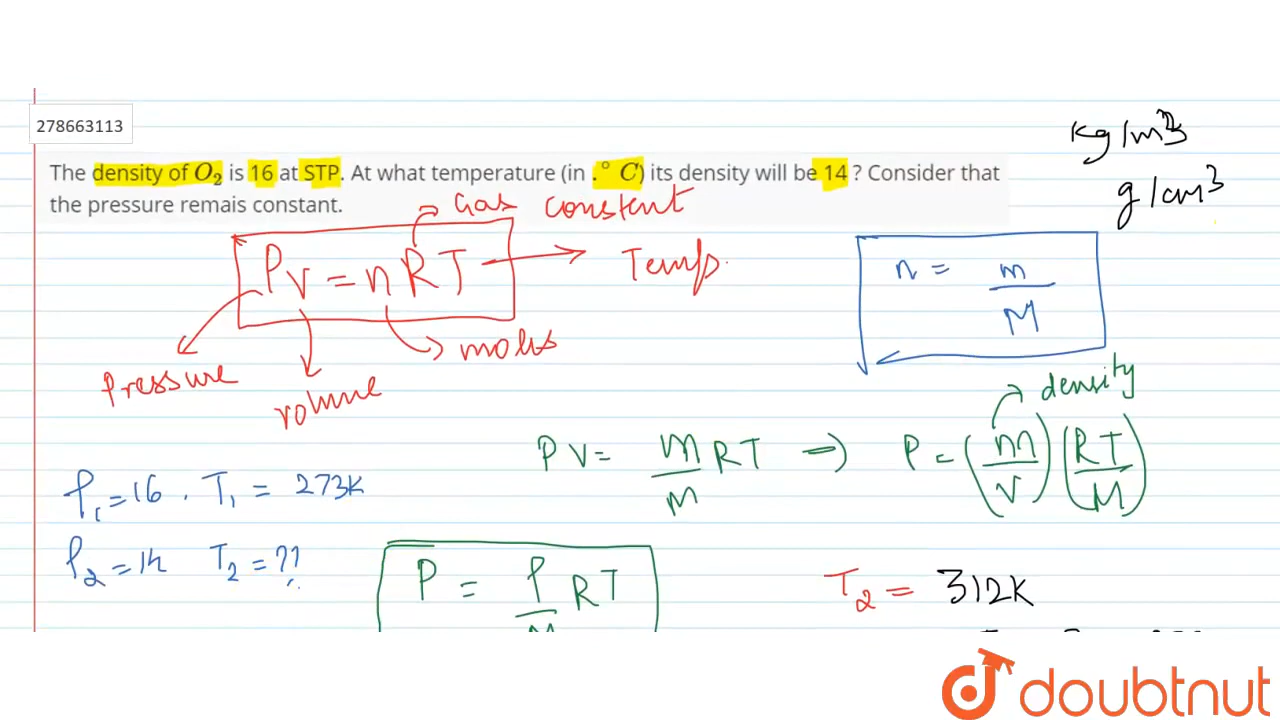 278663113
The density of O₂ is 16 at STP. At what temperature (in .° C) its density will be 14 ? Consider that
the pressure remais constant.
kg/m³
g/cm³
Gas constent
PV = nRT
Temp.
n = m/M
Pressure
volume
moles
density
PV = m/M RT ⇒ P = (m/V) (RT/M)
ρ₁ = 16 . T₁ = 273K
ρ₂ = 14 T₂ = ??
P = ρ/M RT
T₂ = 312K
doubtnut